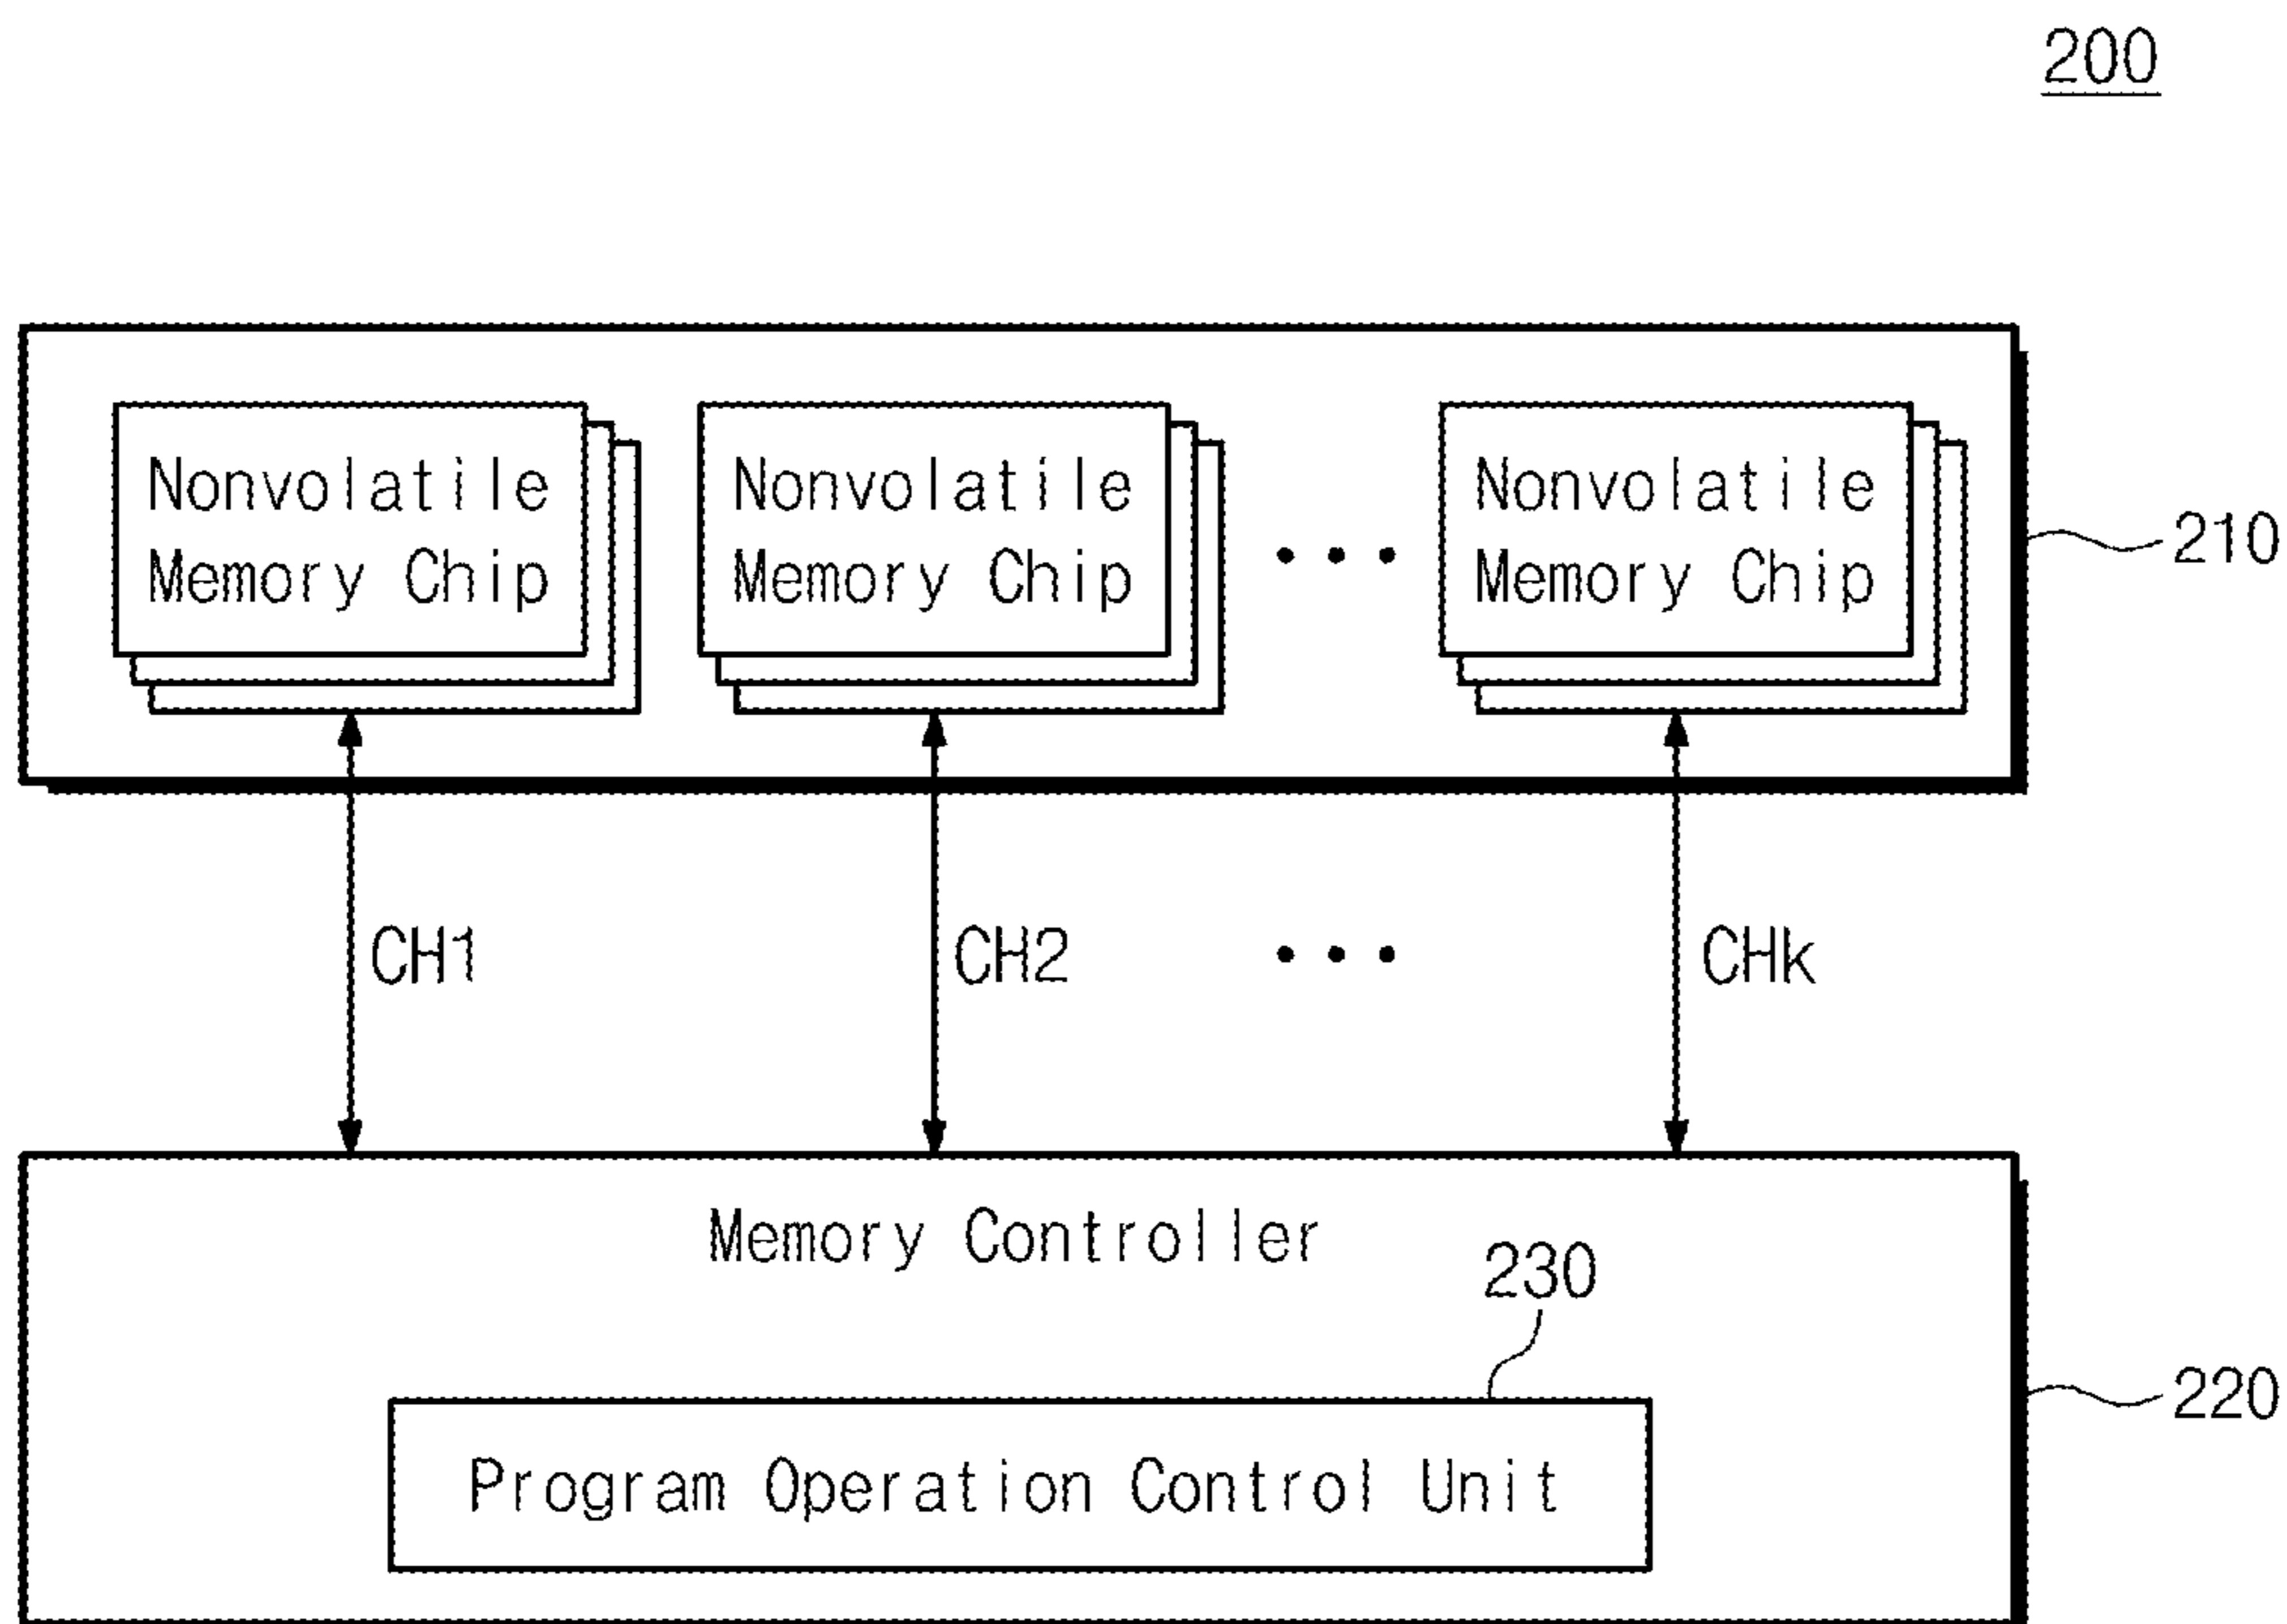 200
Nonvolatile Nonvolatile Nonvolatile
Memory Chip Memory Chip • • • Memory Chip
210
CH1 CH2 • • • CHk
Memory Controller
230
220
Program Operation Control Unit